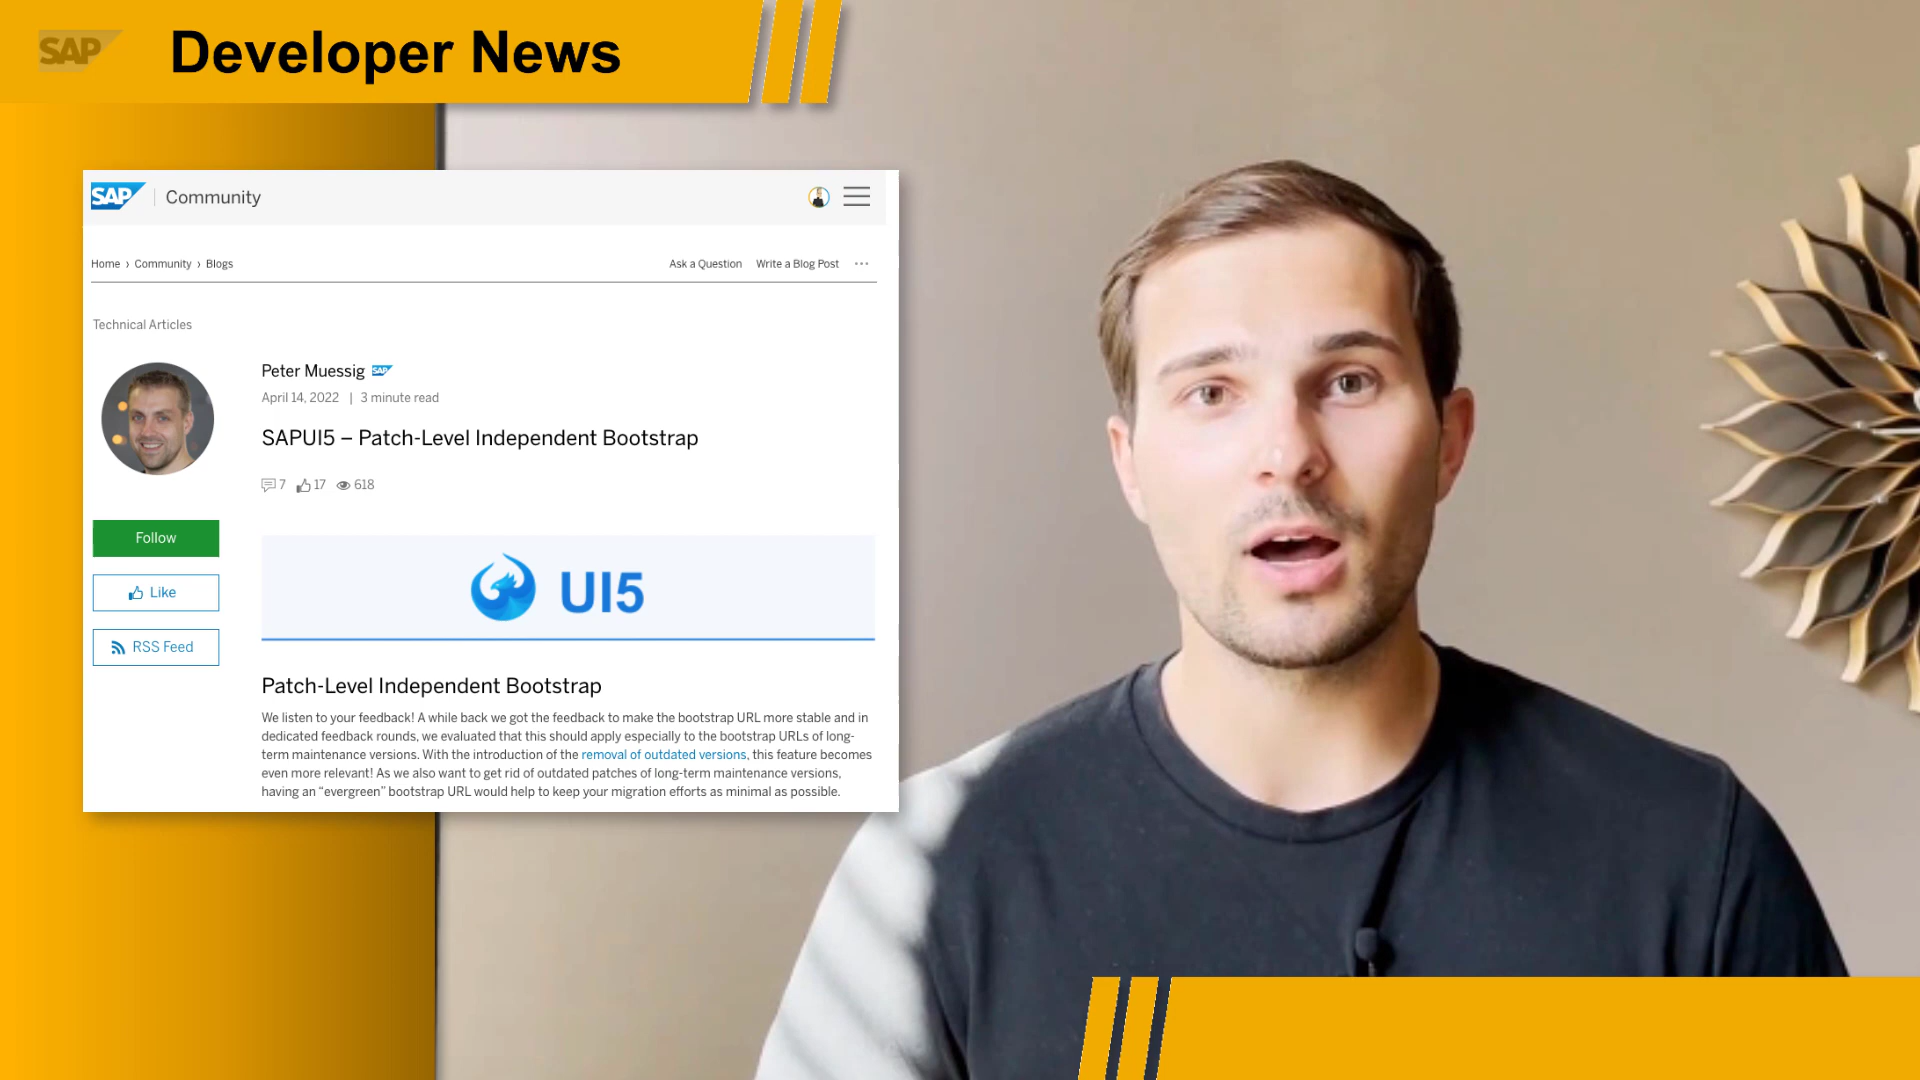 SAP Developer News
SAP Community
Home › Community › Blogs
Ask a Question Write a Blog Post ...
Technical Articles
Peter Muessig SAP
April 14, 2022 | 3 minute read
SAPUI5 – Patch-Level Independent Bootstrap
7 17 618
Follow
Like
RSS Feed
UI5
Patch-Level Independent Bootstrap
We listen to your feedback! A while back we got the feedback to make the bootstrap URL more stable and in
dedicated feedback rounds, we evaluated that this should apply especially to the bootstrap URLs of long-
term maintenance versions. With the introduction of the removal of outdated versions, this feature becomes
even more relevant! As we also want to get rid of outdated patches of long-term maintenance versions,
having an “evergreen” bootstrap URL would help to keep your migration efforts as minimal as possible.